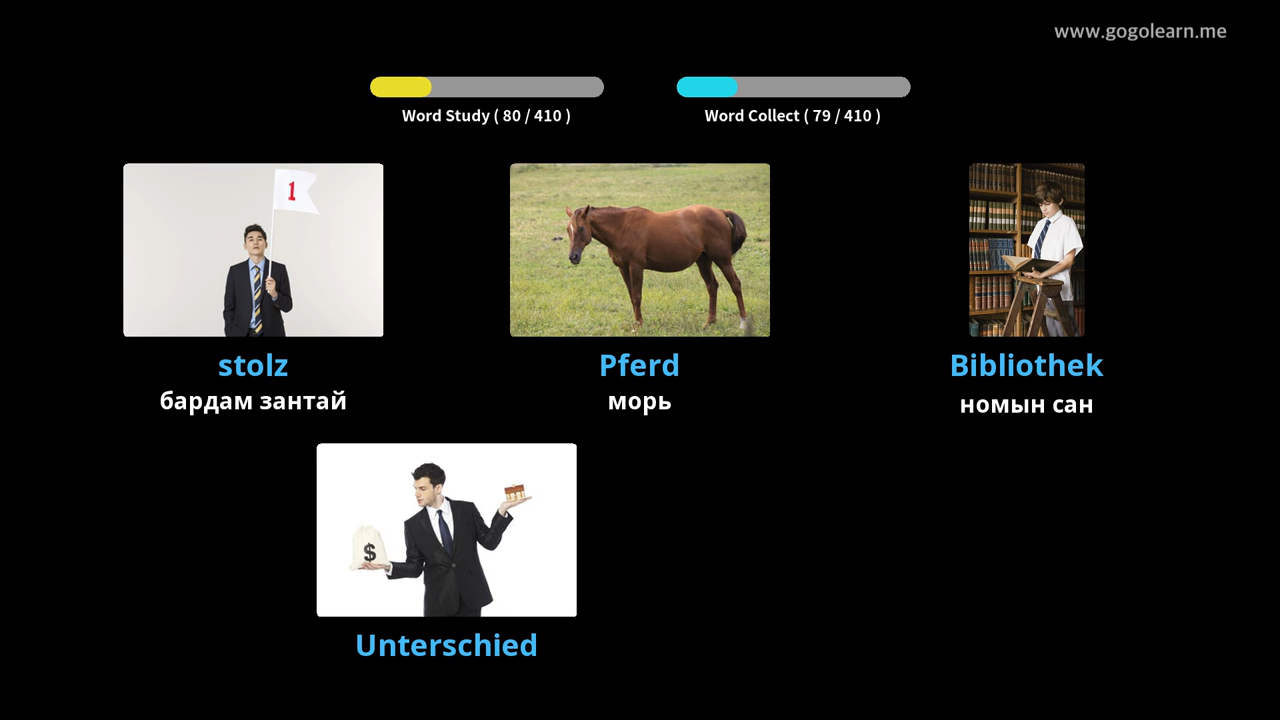 www.gogolearn.me
Word Study ( 80 / 410 )
Word Collect ( 79 / 410 )
1
stolz
бардам зантай
Pferd
морь
Bibliothek
номын сан
$
Unterschied